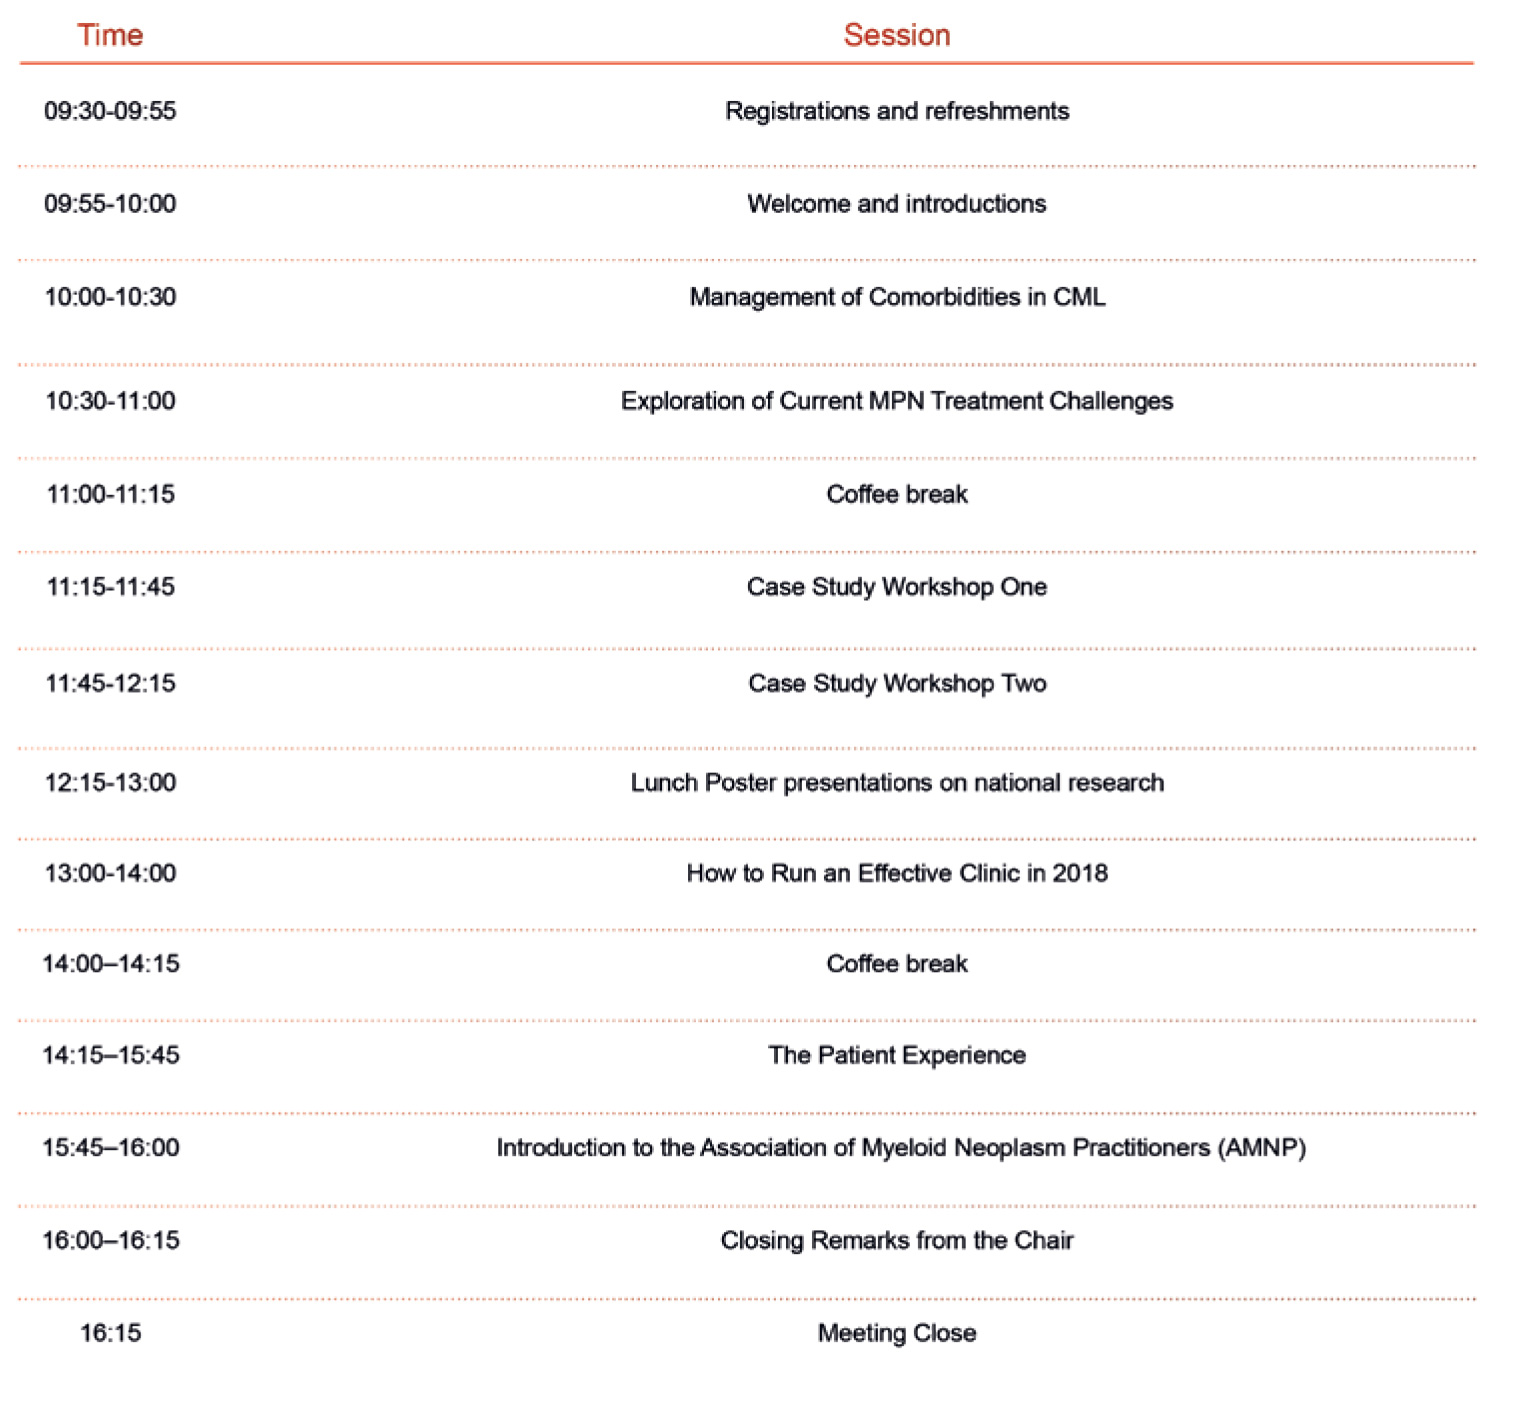 Time Session
09:30-09:55 Registrations and refreshments
09:55-10:00 Welcome and introductions
10:00-10:30 Management of Comorbidities in CML
10:30-11:00 Exploration of Current MPN Treatment Challenges
11:00-11:15 Coffee break
11:15-11:45 Case Study Workshop One
11:45-12:15 Case Study Workshop Two
12:15-13:00 Lunch Poster presentations on national research
13:00-14:00 How to Run an Effective Clinic in 2018
14:00–14:15 Coffee break
14:15–15:45 The Patient Experience
15:45–16:00 Introduction to the Association of Myeloid Neoplasm Practitioners (AMNP)
16:00–16:15 Closing Remarks from the Chair
16:15 Meeting Close